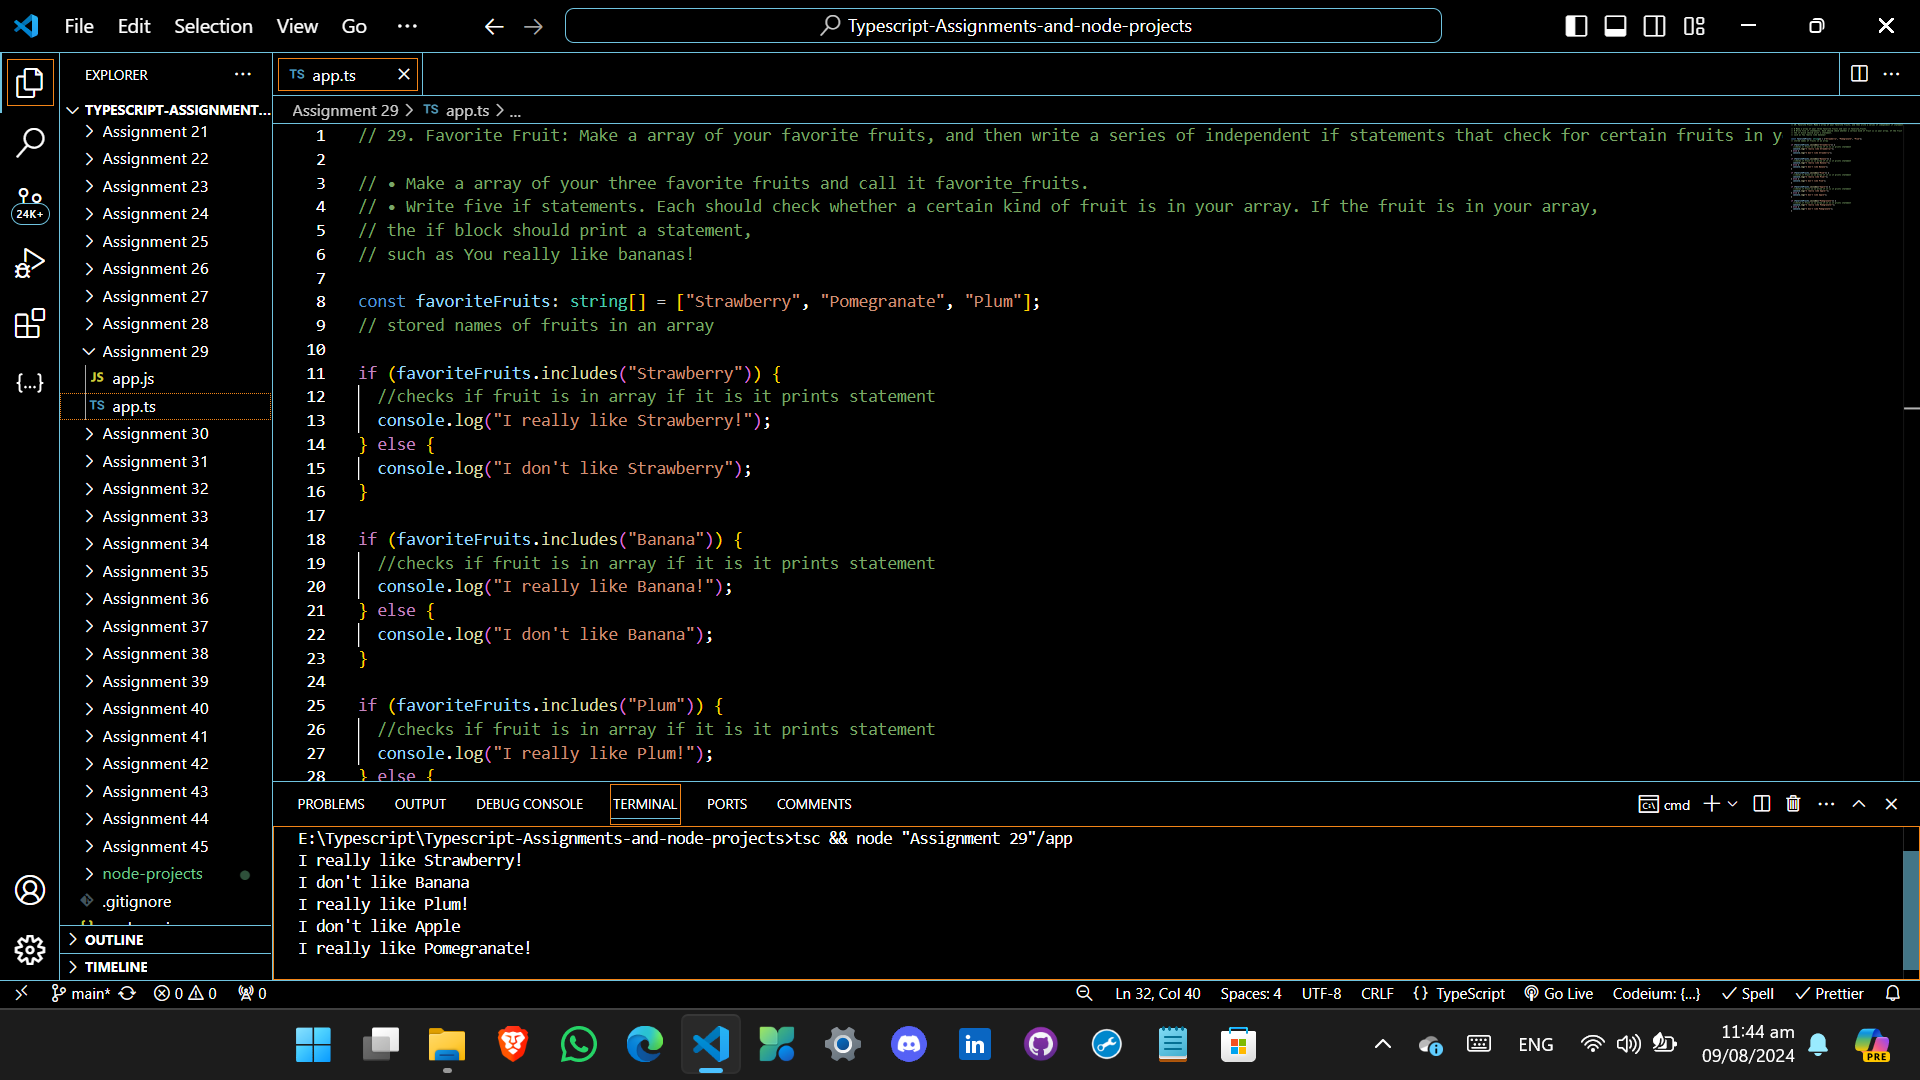 File Edit Selection View Go ···
Typescript-Assignments-and-node-projects
EXPLORER ···
TYPESCRIPT-ASSIGNMENT...
Assignment 21
Assignment 22
Assignment 23
Assignment 24
Assignment 25
Assignment 26
Assignment 27
Assignment 28
Assignment 29
JS app.js
TS app.ts
Assignment 30
Assignment 31
Assignment 32
Assignment 33
Assignment 34
Assignment 35
Assignment 36
Assignment 37
Assignment 38
Assignment 39
Assignment 40
Assignment 41
Assignment 42
Assignment 43
Assignment 44
Assignment 45
node-projects
.gitignore
OUTLINE
TIMELINE
24K+
TS app.ts
Assignment 29 > TS app.ts > ...
1 // 29. Favorite Fruit: Make a array of your favorite fruits, and then write a series of independent if statements that check for certain fruits in y
2
3 // • Make a array of your three favorite fruits and call it favorite_fruits.
4 // • Write five if statements. Each should check whether a certain kind of fruit is in your array. If the fruit is in your array,
5 // the if block should print a statement,
6 // such as You really like bananas!
7
8 const favoriteFruits: string[] = ["Strawberry", "Pomegranate", "Plum"];
9 // stored names of fruits in an array
10
11 if (favoriteFruits.includes("Strawberry")) {
12 //checks if fruit is in array if it is it prints statement
13 console.log("I really like Strawberry!");
14 } else {
15 console.log("I don't like Strawberry");
16 }
17
18 if (favoriteFruits.includes("Banana")) {
19 //checks if fruit is in array if it is it prints statement
20 console.log("I really like Banana!");
21 } else {
22 console.log("I don't like Banana");
23 }
24
25 if (favoriteFruits.includes("Plum")) {
26 //checks if fruit is in array if it is it prints statement
27 console.log("I really like Plum!");
28 } else {
PROBLEMS OUTPUT DEBUG CONSOLE TERMINAL PORTS COMMENTS
cmd
E:\Typescript\Typescript-Assignments-and-node-projects>tsc && node "Assignment 29"/app
I really like Strawberry!
I don't like Banana
I really like Plum!
I don't like Apple
I really like Pomegranate!
main* 0 0 0
Ln 32, Col 40 Spaces: 4 UTF-8 CRLF {} TypeScript Go Live Codeium: {...} Spell Prettier
ENG
11:44 am
09/08/2024
PRE